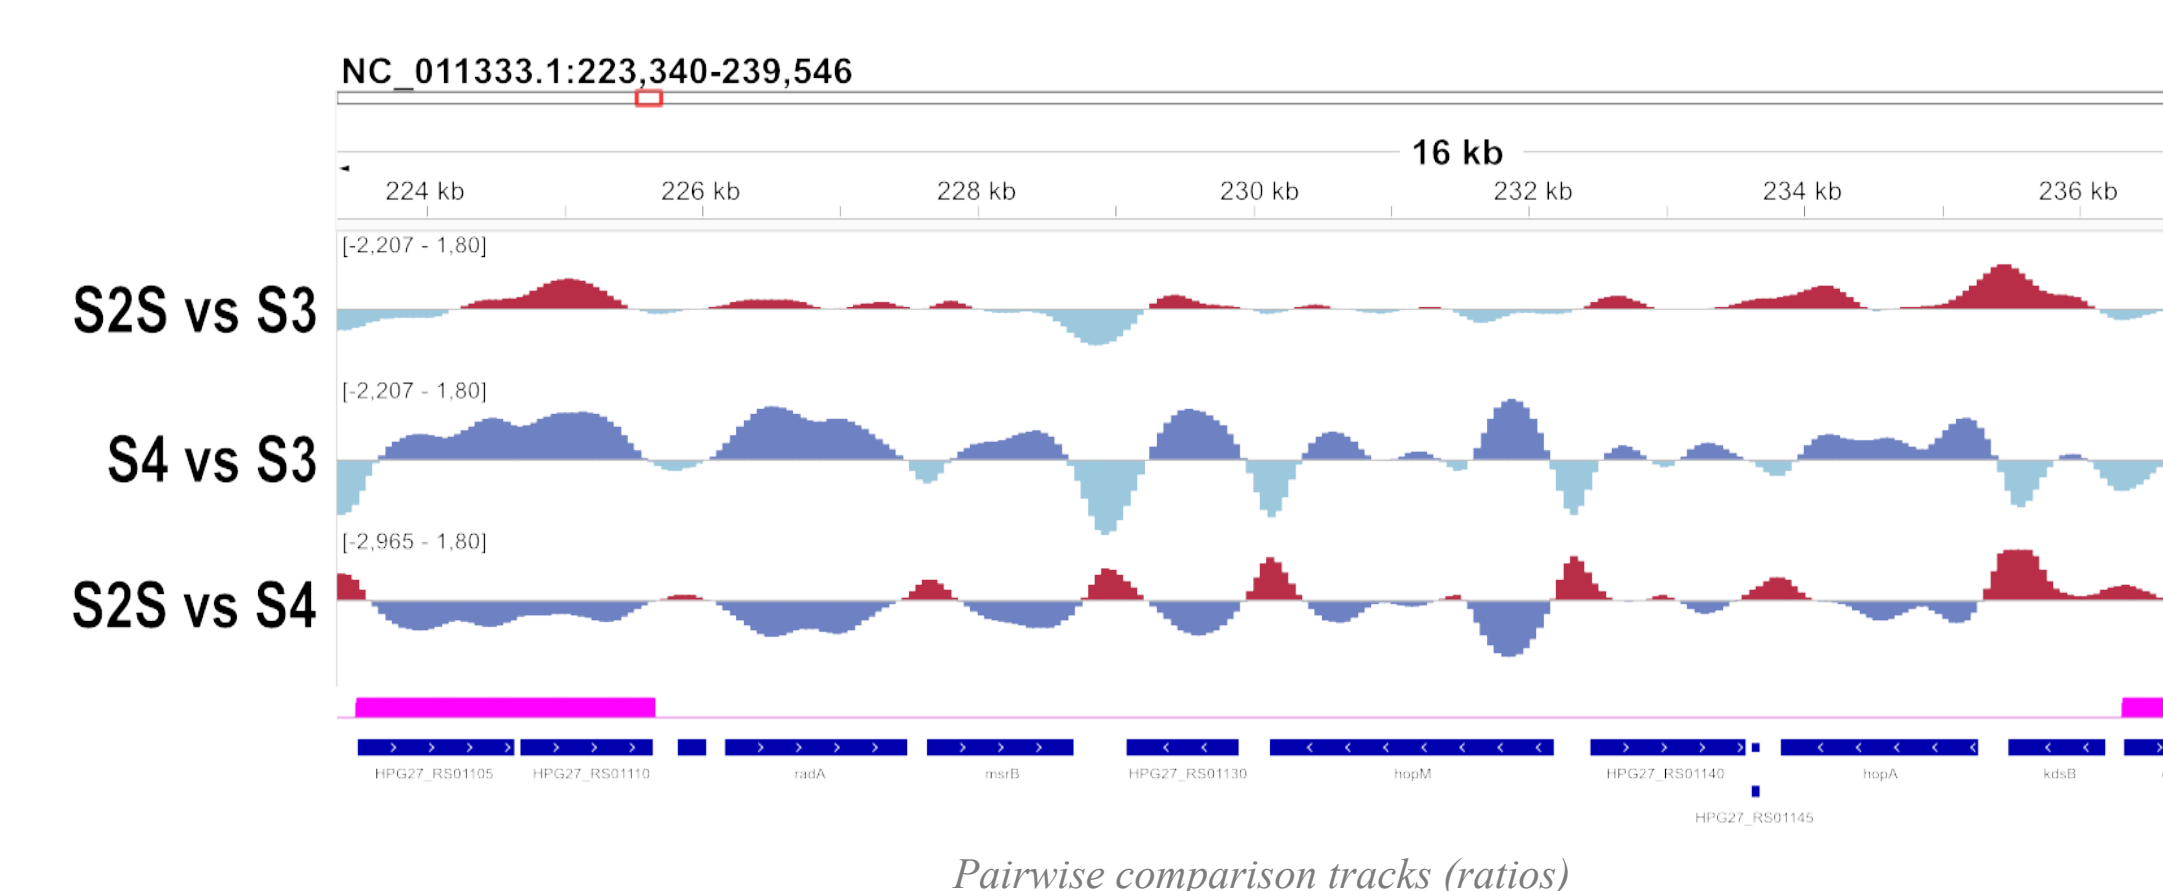 NC_011333.1:223,340-239,546
16 kb
224 kb 226 kb 228 kb 230 kb 232 kb 234 kb 236 kb
[-2,207 - 1,80]
S2S vs S3
[-2,207 - 1,80]
S4 vs S3
[-2,965 - 1,80]
S2S vs S4
HPG27_RS01105 HPG27_RS01110 radA msrB HPG27_RS01130 hopM HPG27_RS01140 hopA kdsB
HPG27_RS01145
Pairwise comparison tracks (ratios)